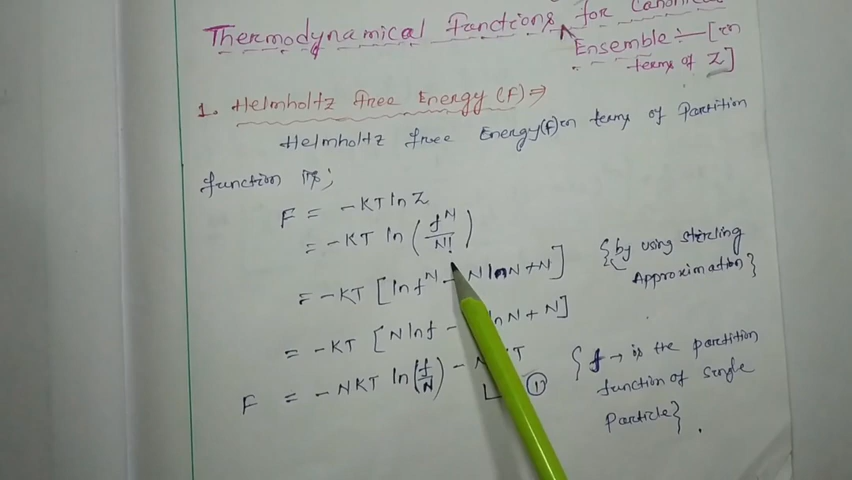 Thermodynamical Functions for Canonical
Ensemble:- [in
terms of Z]
1. Helmholtz Free Energy (F) ⇒
Helmholtz free Energy(F) in terms of Partition
function is;
F = -KT ln Z
= -KT ln (f^N/N!)
= -KT [ln f^N - N ln N + N] {by using Stirling
Approximation}
= -KT [N ln f - ln N + N]
F = -NKT ln(f/N) - KT ① {f → is the partition
function of single
Particle}.